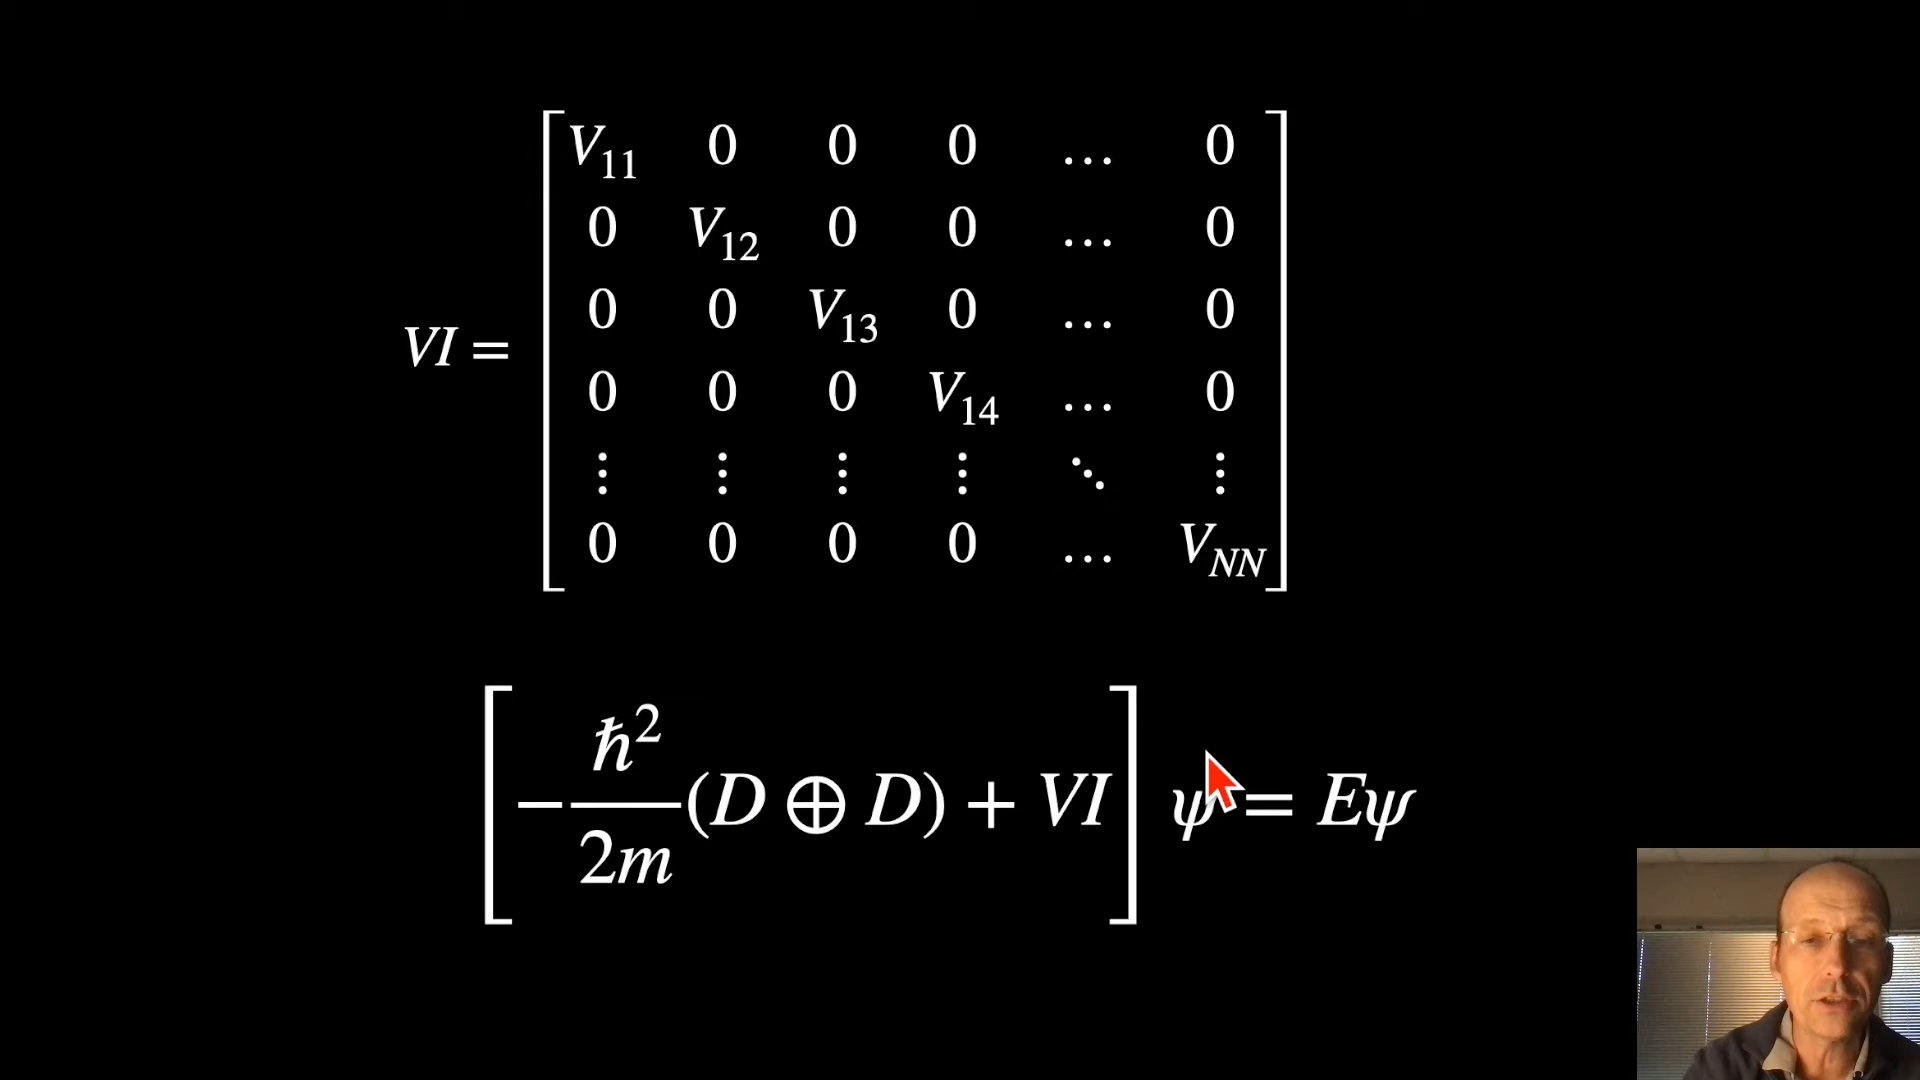 V₁₁ 0 0 0 … 0
0 V₁₂ 0 0 … 0
0 0 V₁₃ 0 … 0
VI =
0 0 0 V₁₄ … 0
⋮ ⋮ ⋮ ⋮ ⋱ ⋮
0 0 0 0 … V_NN
[−ħ²/2m (D ⊕ D) + VI] ψ = Eψ